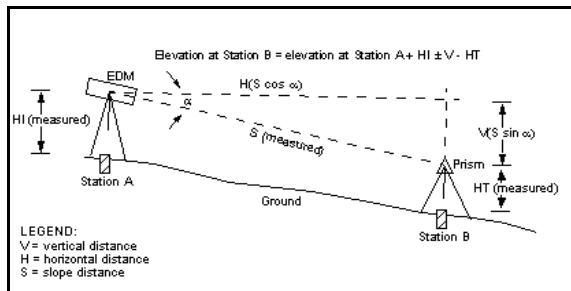 Elevation at Station B = elevation at Station A + HI ± V - HT
EDM
H(S cos α)
α
HI (measured)
S (measured)
V(S sin α)
Prism
HT (measured)
Station A
Ground
Station B
LEGEND:
V = vertical distance
H = horizontal distance
S = slope distance